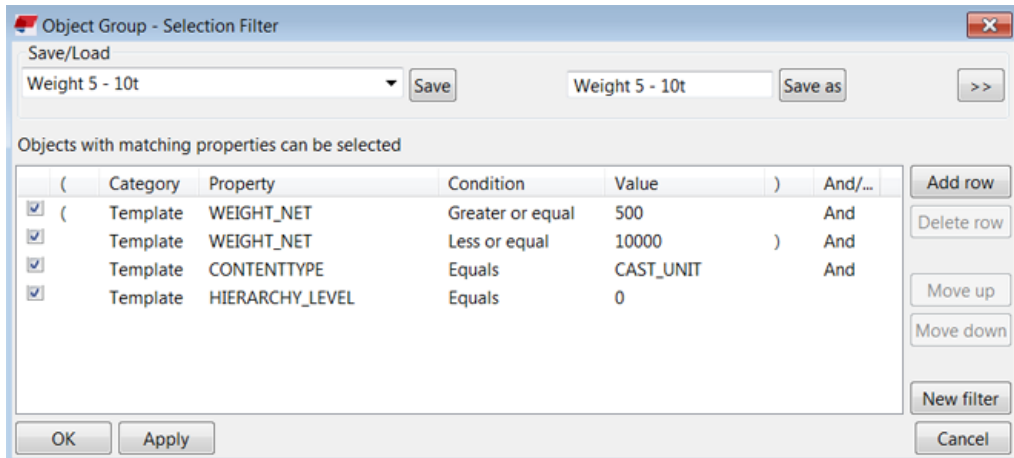 Object Group - Selection Filter
Save/Load
Weight 5 - 10t Save Weight 5 - 10t Save as >>
Objects with matching properties can be selected
( Category Property Condition Value ) And/...
( Template WEIGHT_NET Greater or equal 500 And
Template WEIGHT_NET Less or equal 10000 ) And
Template CONTENTTYPE Equals CAST_UNIT And
Template HIERARCHY_LEVEL Equals 0
Add row
Delete row
Move up
Move down
New filter
OK Apply Cancel